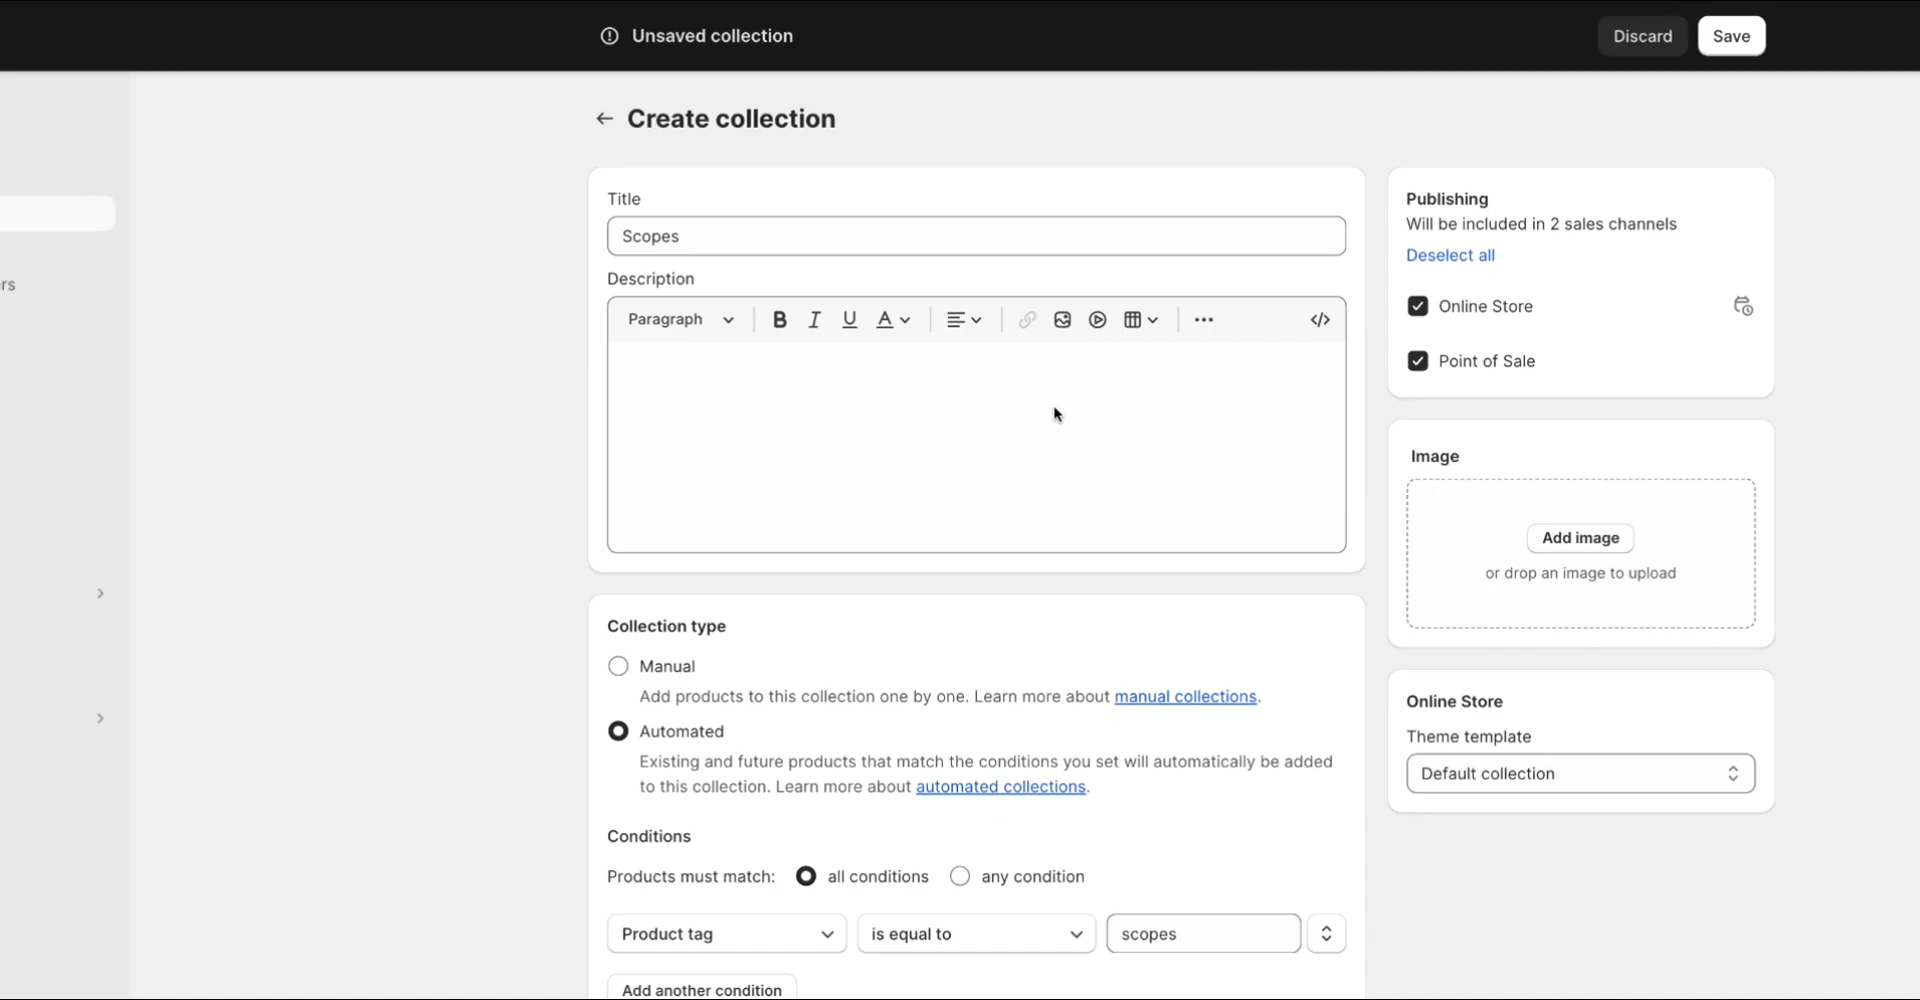 Unsaved collection
Discard
Save
Create collection
Title
Scopes
Description
Paragraph
B I U A
</>
Publishing
Will be included in 2 sales channels
Deselect all
Online Store
Point of Sale
rs
Image
Add image
or drop an image to upload
Collection type
Manual
Add products to this collection one by one. Learn more about manual collections.
Automated
Existing and future products that match the conditions you set will automatically be added
to this collection. Learn more about automated collections.
Online Store
Theme template
Default collection
Conditions
Products must match: all conditions any condition
Product tag is equal to scopes
Add another condition